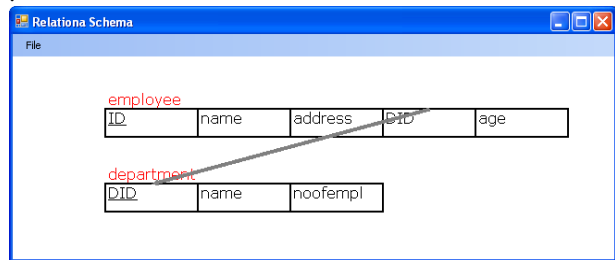 Relationa Schema
File
employee
ID name address DID age
department
DID name noofempl